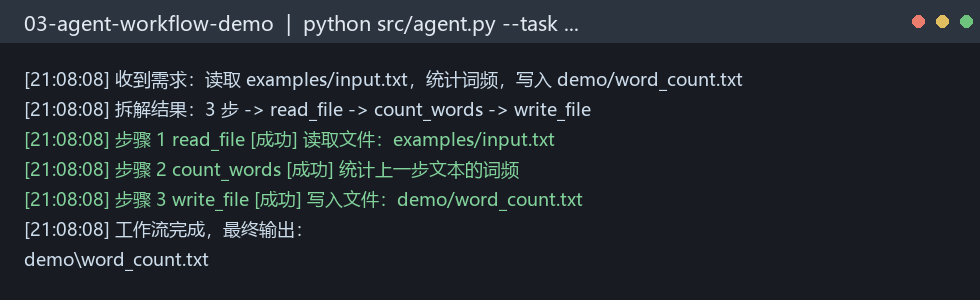 03-agent-workflow-demo | python src/agent.py --task ...
[21:08:08] 收到需求：读取 examples/input.txt，统计词频，写入 demo/word_count.txt
[21:08:08] 拆解结果：3 步 -> read_file -> count_words -> write_file
[21:08:08] 步骤 1 read_file [成功] 读取文件：examples/input.txt
[21:08:08] 步骤 2 count_words [成功] 统计上一步文本的词频
[21:08:08] 步骤 3 write_file [成功] 写入文件：demo/word_count.txt
[21:08:08] 工作流完成，最终输出：
demo\word_count.txt